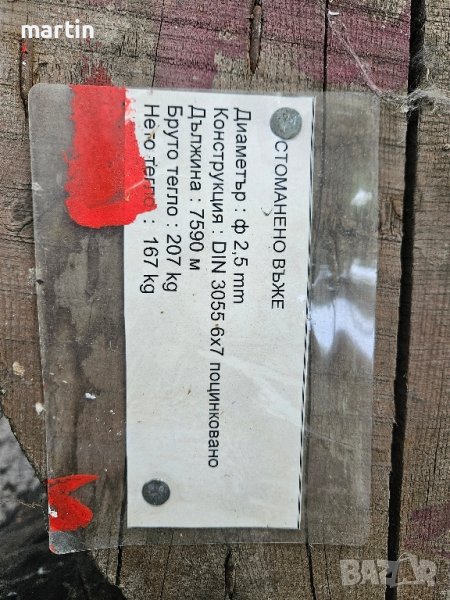 martin
СТОМАНЕНО ВЪЖЕ
Диаметър : ф 2,5 mm
Конструкция : DIN 3055 6x7 поцинковано
Дължина : 7590 м
Бруто тегло : 207 kg
Нето тегло : 167 kg
bazar